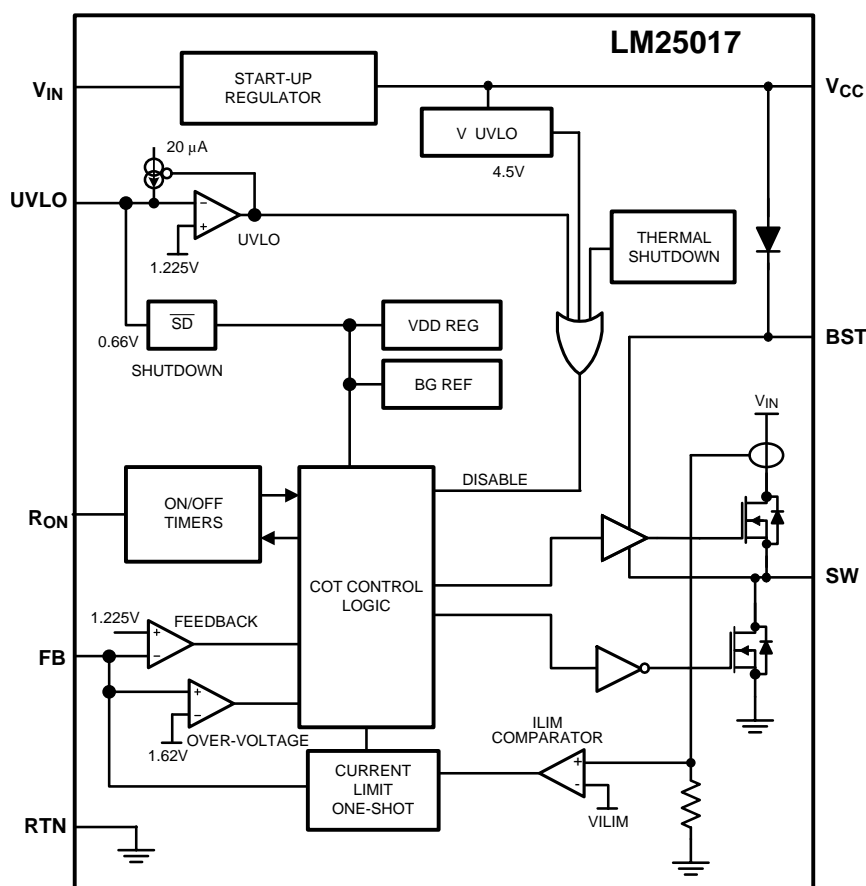 LM25017
START-UP
REGULATOR
VIN
VCC
V UVLO
4.5V
20 µA
UVLO
UVLO
1.225V
THERMAL
SHUTDOWN
SD
0.66V
SHUTDOWN
VDD REG
BST
BG REF
VIN
ON/OFF
TIMERS
DISABLE
RON
COT CONTROL
LOGIC
SW
1.225V
FEEDBACK
FB
1.62V
OVER-VOLTAGE
ILIM
COMPARATOR
CURRENT
LIMIT
ONE-SHOT
VILIM
RTN
+
-
+
-
+
-
+
-